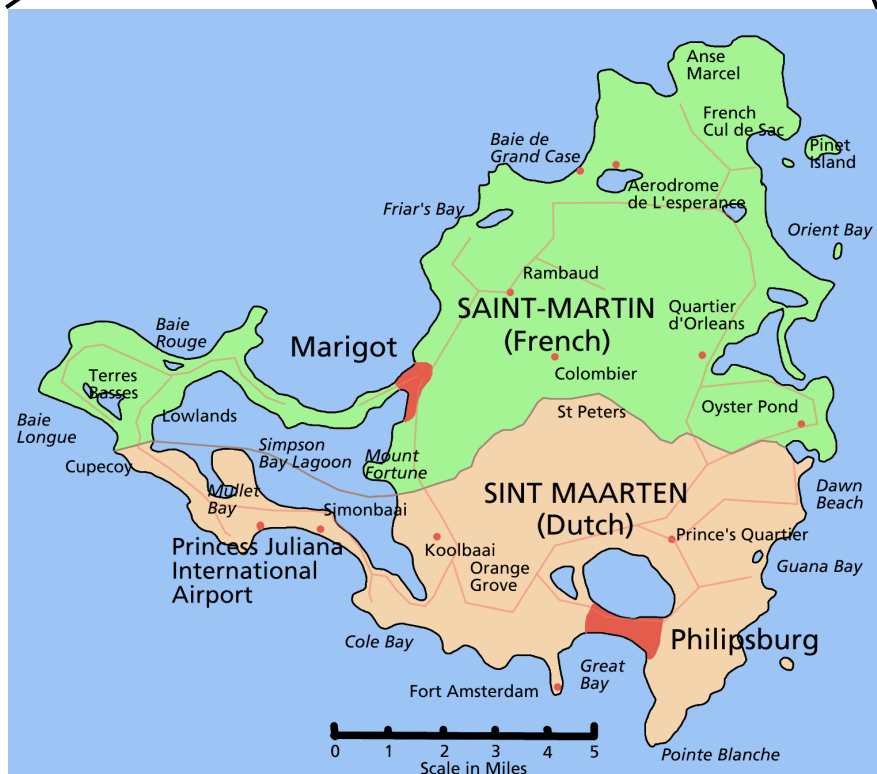 Anse
Marcel
French
Cul de Sac
Pinet
Island
Baie de
Grand Case
Aerodrome
de L'esperance
Friar's Bay
Orient Bay
Rambaud
SAINT-MARTIN
(French)
Quartier
d'Orleans
Baie
Rouge
Marigot
Colombier
Terres
Basses
Lowlands
St Peters
Oyster Pond
Baie
Longue
Simpson
Bay Lagoon
Mount
Fortune
Cupecoy
Mullet
Bay
SINT MAARTEN
(Dutch)
Dawn
Beach
Simonbaai
Princess Juliana
International
Airport
Koolbaai
Orange
Grove
Prince's Quartier
Guana Bay
Cole Bay
Philipsburg
Great
Bay
Fort Amsterdam
Pointe Blanche
0 1 2 3 4 5
Scale in Miles